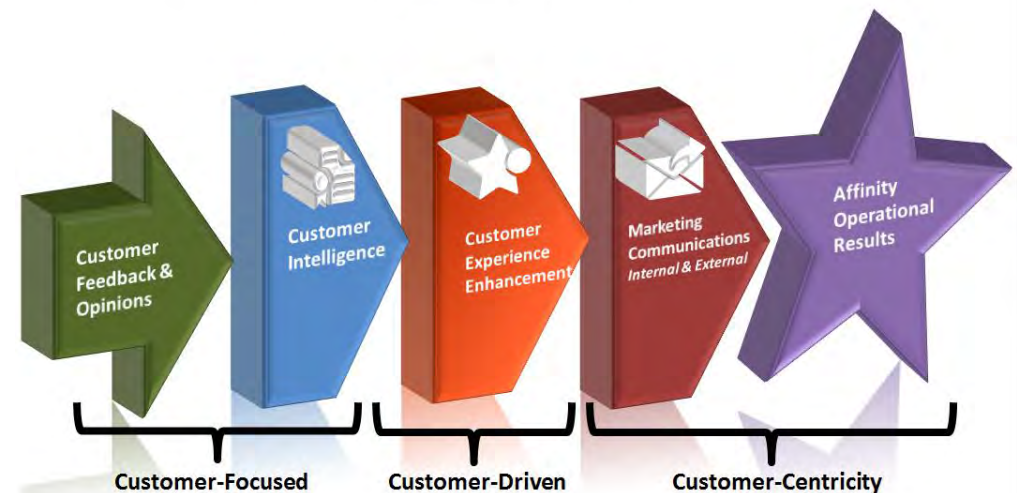 Customer
Feedback &
Opinions
Customer
Intelligence
Customer
Experience
Enhancement
Marketing
Communications
Internal & External
Affinity
Operational
Results
Customer-Focused
Customer-Driven
Customer-Centricity